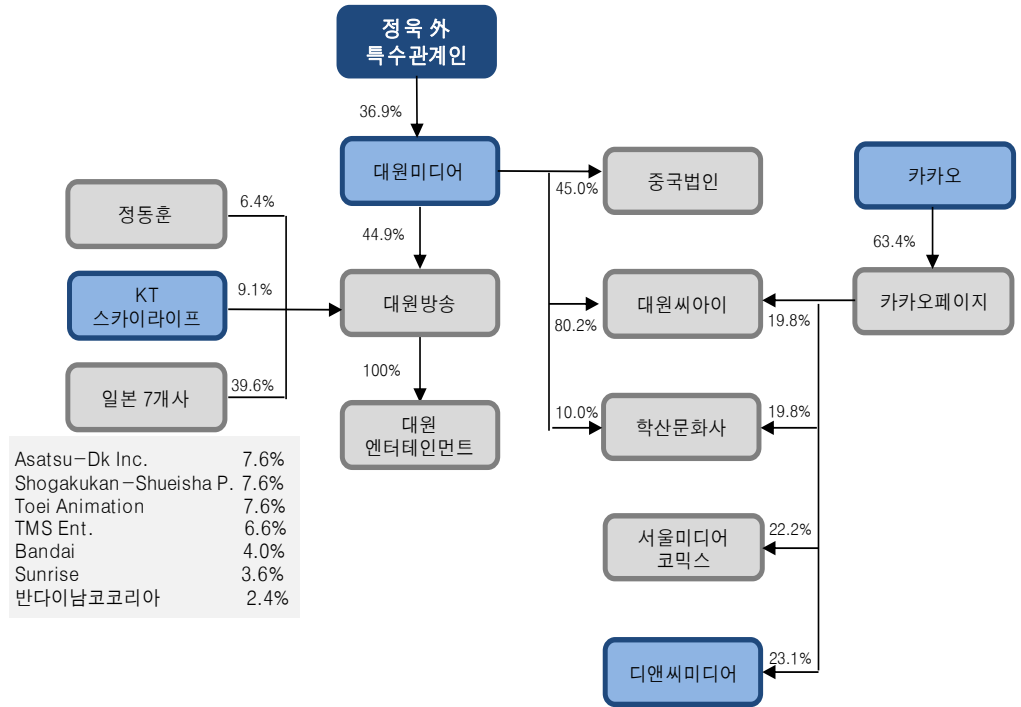 정욱 外
특수관계인
36.9%
대원미디어
45.0%
중국법인
카카오
정동훈
6.4%
44.9%
63.4%
KT
스카이라이프
9.1%
대원방송
80.2%
대원씨아이
19.8%
카카오페이지
일본 7개사
39.6%
100%
대원
엔터테인먼트
10.0%
학산문화사
19.8%
Asatsu-Dk Inc. 7.6%
Shogakukan-Shueisha P. 7.6%
Toei Animation 7.6%
TMS Ent. 6.6%
Bandai 4.0%
Sunrise 3.6%
반다이남코코리아 2.4%
서울미디어
코믹스
22.2%
디앤씨미디어
23.1%